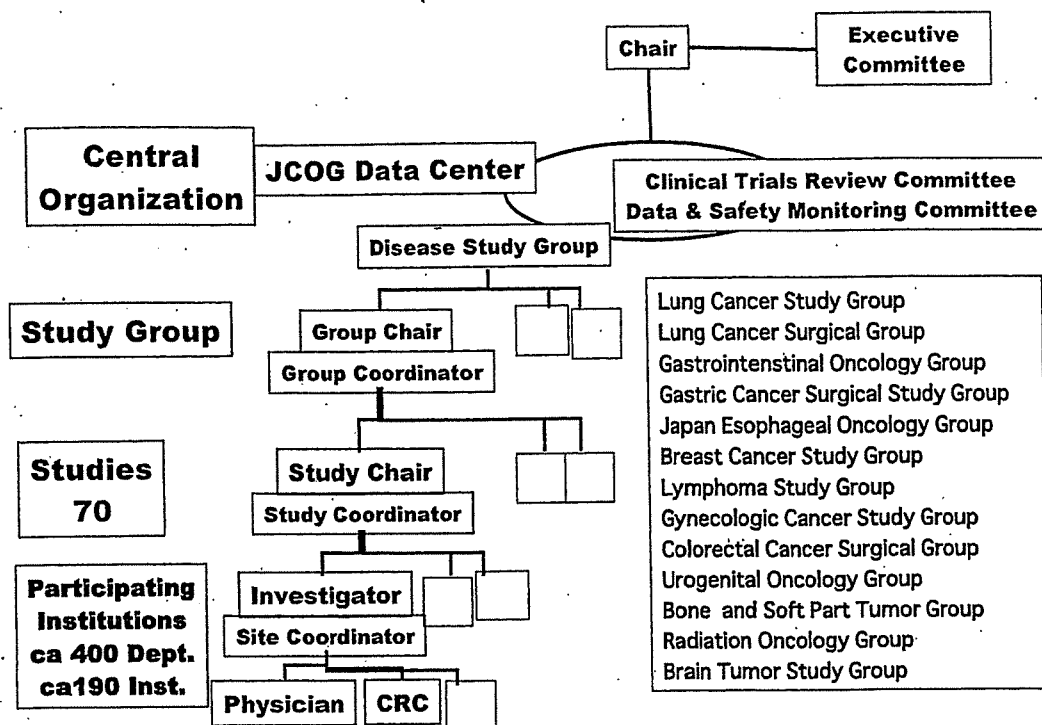 Chair
Executive
Committee
Central
Organization
JCOG Data Center
Clinical Trials Review Committee
Data & Safety Monitoring Committee
Disease Study Group
Study Group
Group Chair
Group Coordinator
Studies
70
Study Chair
Study Coordinator
Participating
Institutions
ca 400 Dept.
ca190 Inst.
Investigator
Site Coordinator
Physician
CRC
Lung Cancer Study Group
Lung Cancer Surgical Group
Gastrointenstinal Oncology Group
Gastric Cancer Surgical Study Group
Japan Esophageal Oncology Group
Breast Cancer Study Group
Lymphoma Study Group
Gynecologic Cancer Study Group
Colorectal Cancer Surgical Group
Urogenital Oncology Group
Bone and Soft Part Tumor Group
Radiation Oncology Group
Brain Tumor Study Group